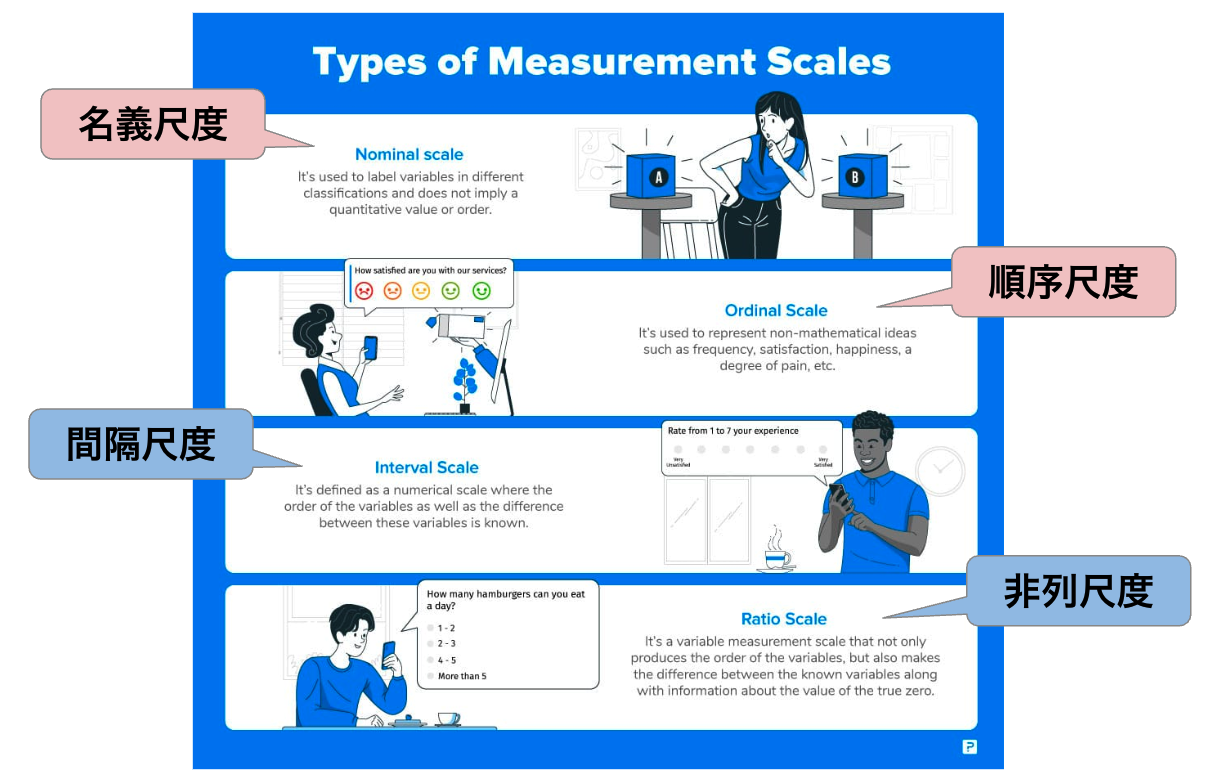 Types of Measurement Scales
名義尺度
Nominal scale
It's used to label variables in different
classifications and does not imply a
quantitative value or order.
A
B
How satisfied are you with our services?
順序尺度
Ordinal Scale
It's used to represent non-mathematical ideas
such as frequency, satisfaction, happiness, a
degree of pain, etc.
間隔尺度
Interval Scale
It's defined as a numerical scale where the
order of the variables as well as the difference
between these variables is known.
Rate from 1 to 7 your experience
Very
Unsatisfied
Very
Satisfied
How many hamburgers can you eat
a day?
1 - 2
2 - 3
4 - 5
More than 5
非列尺度
Ratio Scale
It's a variable measurement scale that not only
produces the order of the variables, but also makes
the difference between the known variables along
with information about the value of the true zero.
P